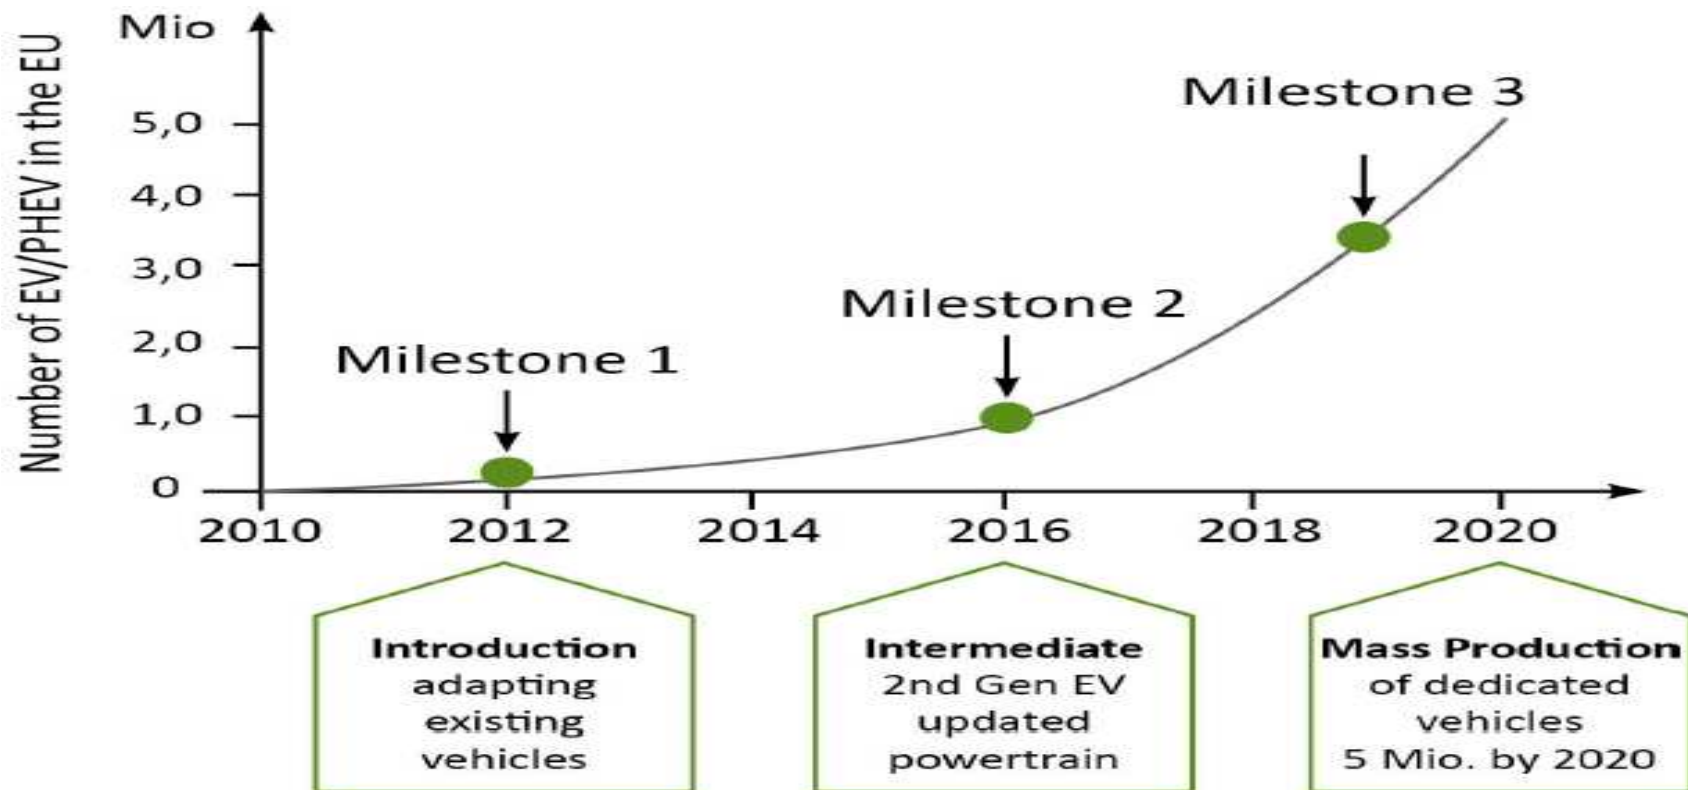 Number of EV/PHEV in the EU
Mio
5,0
4,0
3,0
2,0
1,0
0
Milestone 1
Milestone 2
Milestone 3
2010 2012 2014 2016 2018 2020
Introduction
adapting
existing
vehicles
Intermediate
2nd Gen EV
updated
powertrain
Mass Production
of dedicated
vehicles
5 Mio. by 2020